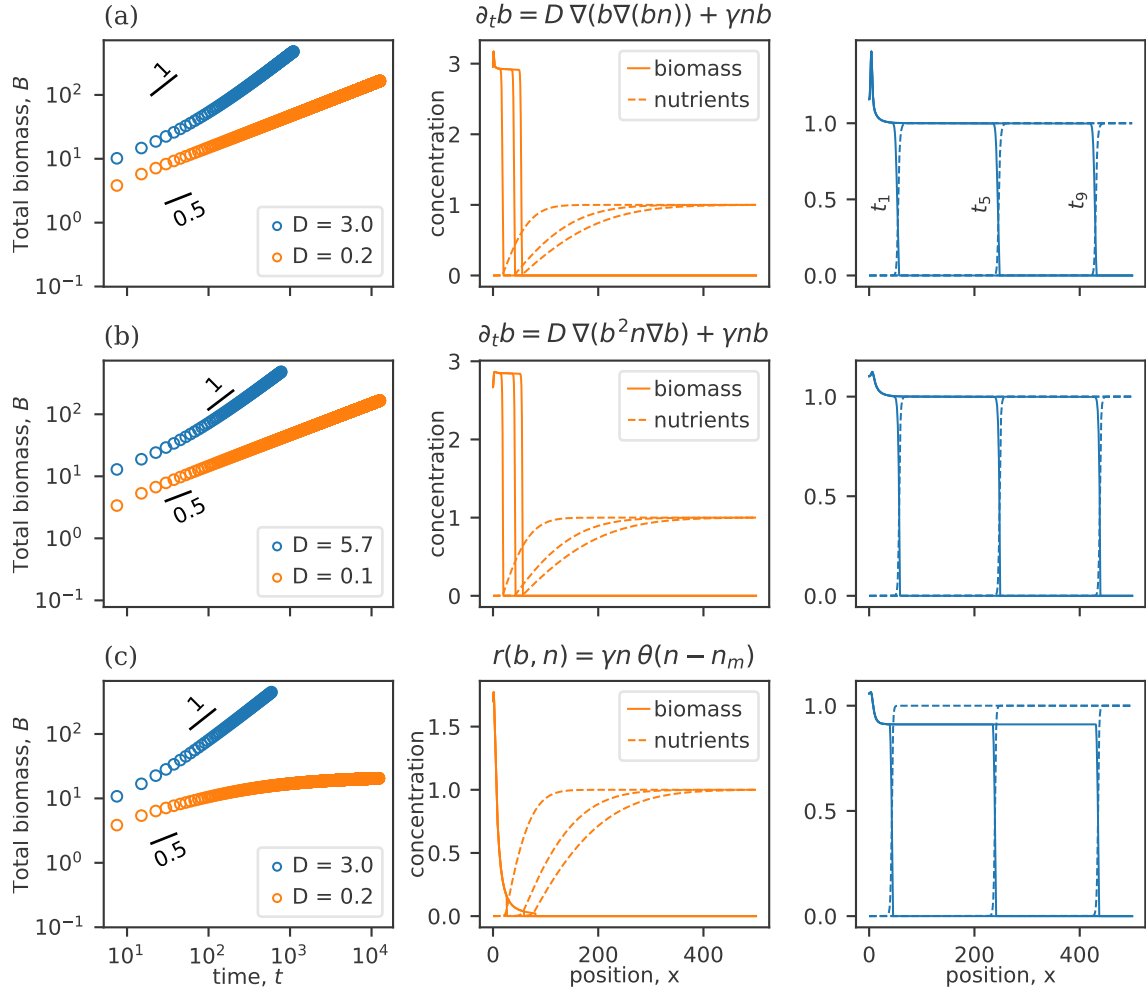 (a)
∂ₜb = D ∇(b∇(bn)) + γnb
Total biomass, B
10²
10¹
10⁰
10⁻¹
1
0.5
D = 3.0
D = 0.2
concentration
3
2
1
0
biomass
nutrients
1.0
0.5
0.0
t₁
t₅
t₉
(b)
∂ₜb = D ∇(b²n∇b) + γnb
Total biomass, B
10²
10¹
10⁰
10⁻¹
1
0.5
D = 5.7
D = 0.1
concentration
3
2
1
0
biomass
nutrients
1.0
0.5
0.0
(c)
r(b, n) = γn θ(n − nₘ)
Total biomass, B
10²
10¹
10⁰
10⁻¹
1
0.5
D = 3.0
D = 0.2
10¹ 10² 10³ 10⁴
time, t
concentration
1.5
1.0
0.5
0.0
biomass
nutrients
0 200 400
position, x
1.0
0.5
0.0
0 200 400
position, x